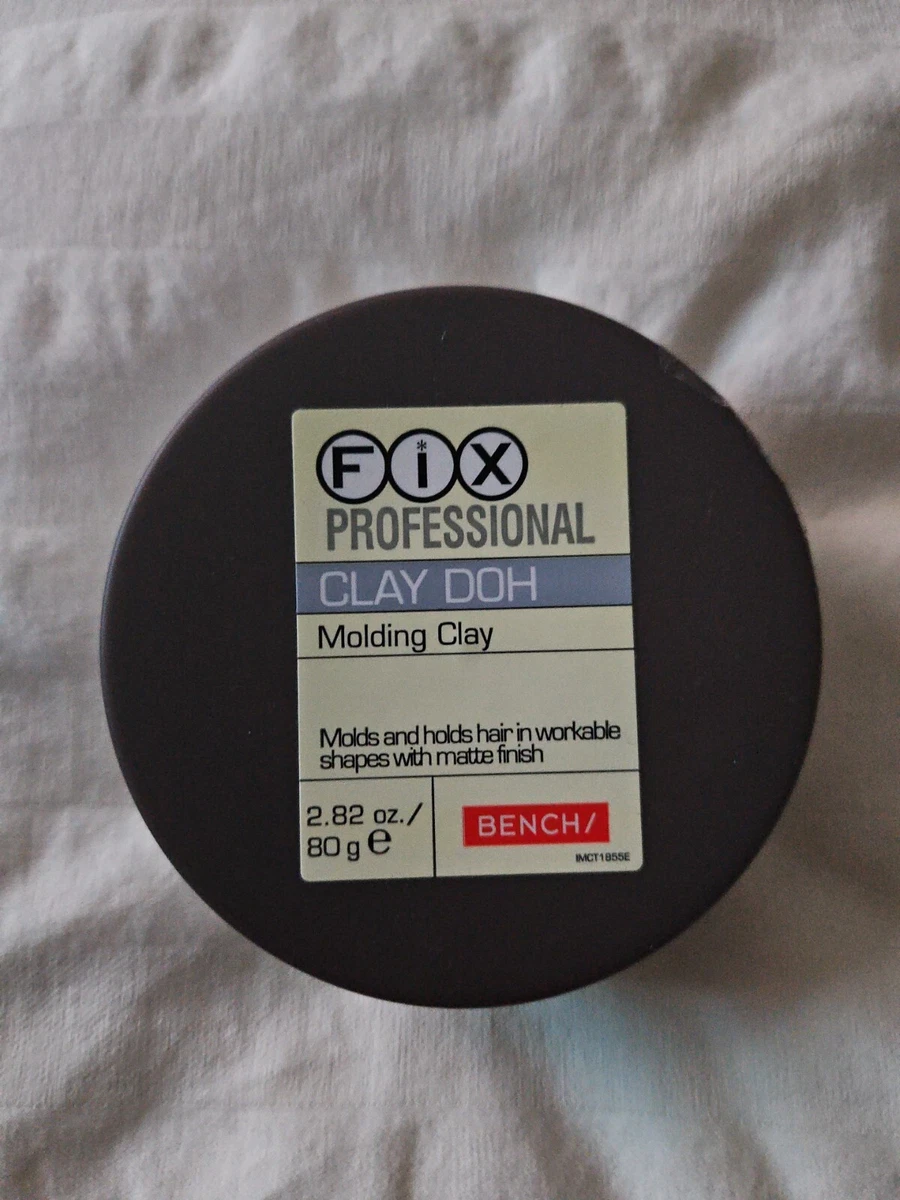 FiX
PROFESSIONAL
CLAY DOH
Molding Clay
Molds and holds hair in workable
shapes with matte finish
2.82 oz./
80 g e
BENCH/
IMCT1855E